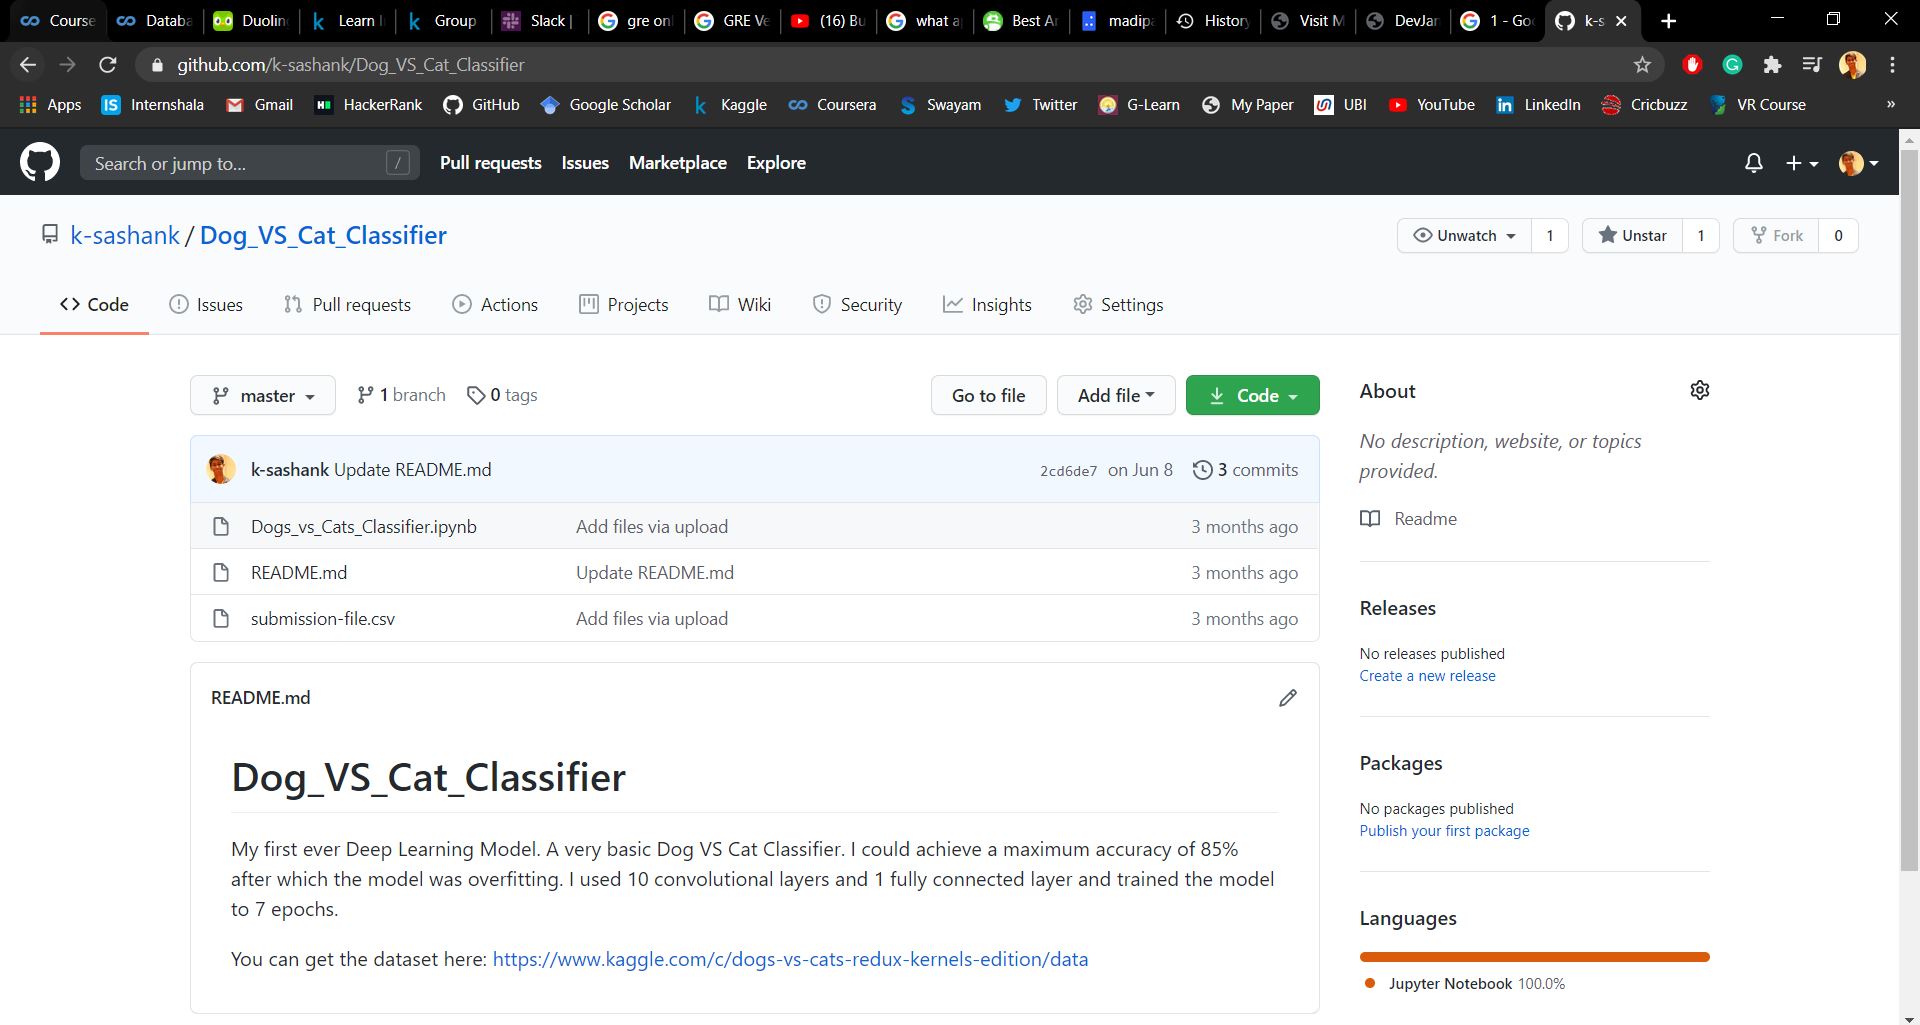 Course
Databa
Duolin
Learn I
Group
Slack |
gre on
GRE Ve
(16) Bu
what a
Best Ar
madipa
History
Visit M
DevJan
1 - Goo
k-s
github.com/k-sashank/Dog_VS_Cat_Classifier
Apps
Internshala
Gmail
HackerRank
GitHub
Google Scholar
Kaggle
Coursera
Swayam
Twitter
G-Learn
My Paper
UBI
YouTube
LinkedIn
Cricbuzz
VR Course
»
Search or jump to... /
Pull requests Issues Marketplace Explore
k-sashank / Dog_VS_Cat_Classifier
Unwatch 1
Unstar 1
Fork 0
Code
Issues
Pull requests
Actions
Projects
Wiki
Security
Insights
Settings
master
1 branch
0 tags
Go to file
Add file
Code
k-sashank Update README.md 2cd6de7 on Jun 8 3 commits
Dogs_vs_Cats_Classifier.ipynb Add files via upload 3 months ago
README.md Update README.md 3 months ago
submission-file.csv Add files via upload 3 months ago
README.md
Dog_VS_Cat_Classifier
My first ever Deep Learning Model. A very basic Dog VS Cat Classifier. I could achieve a maximum accuracy of 85%
after which the model was overfitting. I used 10 convolutional layers and 1 fully connected layer and trained the model
to 7 epochs.
You can get the dataset here: https://www.kaggle.com/c/dogs-vs-cats-redux-kernels-edition/data
About
No description, website, or topics
provided.
Readme
Releases
No releases published
Create a new release
Packages
No packages published
Publish your first package
Languages
Jupyter Notebook 100.0%